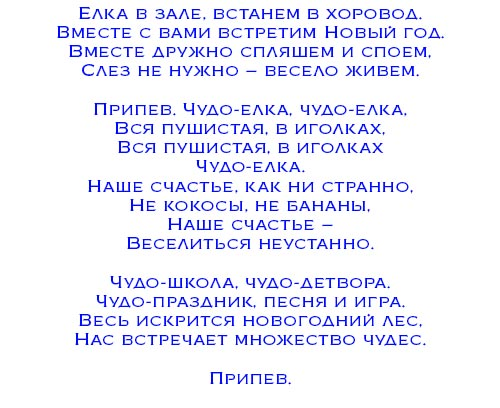 Елка в зале, встанем в хоровод.
Вместе с вами встретим Новый год.
Вместе дружно спляшем и споем,
Слез не нужно – весело живем.
Припев. Чудо-елка, чудо-елка,
Вся пушистая, в иголках,
Вся пушистая, в иголках
Чудо-елка.
Наше счастье, как ни странно,
Не кокосы, не бананы,
Наше счастье –
Веселиться неустанно.
Чудо-школа, чудо-детвора.
Чудо-праздник, песня и игра.
Весь искрится новогодний лес,
Нас встречает множество чудес.
Припев.